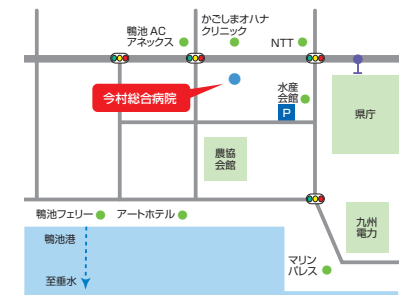 かごしまオハナ
クリニック
鴨池 AC
アネックス
NTT
今村総合病院
水産
会館
P
県庁
農協
会館
鴨池フェリー
アートホテル
九州
電力
鴨池港
マリン
パレス
至垂水